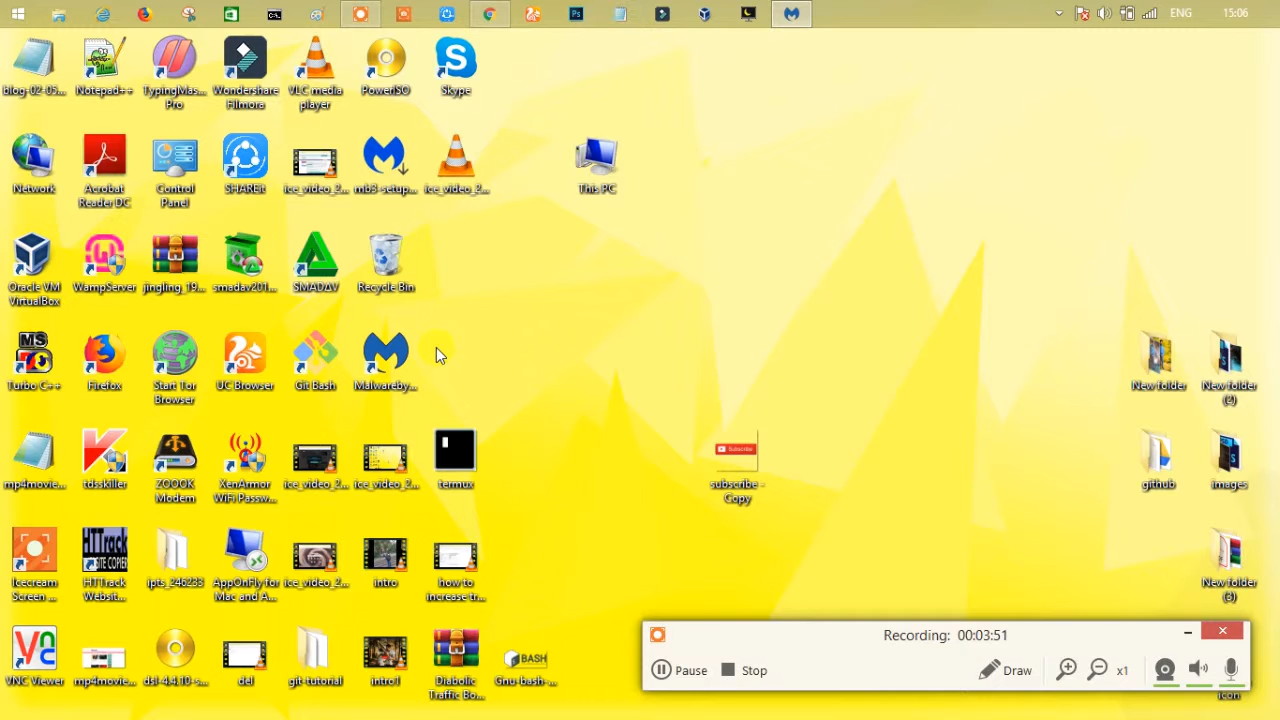 ENG
15:06
blog-02-05...
Notepad++
TypingMas...
Pro
Wondershare
Filmora
VLC media
player
PowerISO
Skype
Network
Acrobat
Reader DC
Control
Panel
SHAREit
ice_video_2...
mb3-setup...
ice_video_2...
This PC
Oracle VM
VirtualBox
WampServer
jingling_19...
smadav201...
SMADAV
Recycle Bin
MS
Turbo C++
Firefox
Start Tor
Browser
UC Browser
Git Bash
Malwareby...
New folder
New folder
(2)
mp4movie...
tdsskiller
ZOOOK
Modem
XenArmor
WiFi Passw...
ice_video_2...
ice_video_2...
termux
Subscribe
subscribe -
Copy
github
images
Icecream
Screen ...
HTTrack
Websit...
ipts_246233
AppOnFly for
Mac and A...
ice_video_2...
intro
how to
increase tr...
New folder
(3)
VNC Viewer
mp4movie...
dsl-4.4.10-s...
del
git-tutorial
intro1
Diabolic
Traffic Bo...
BASH
Gnu-bash-...
Recording: 00:03:51
Pause
Stop
Draw
x1
icon